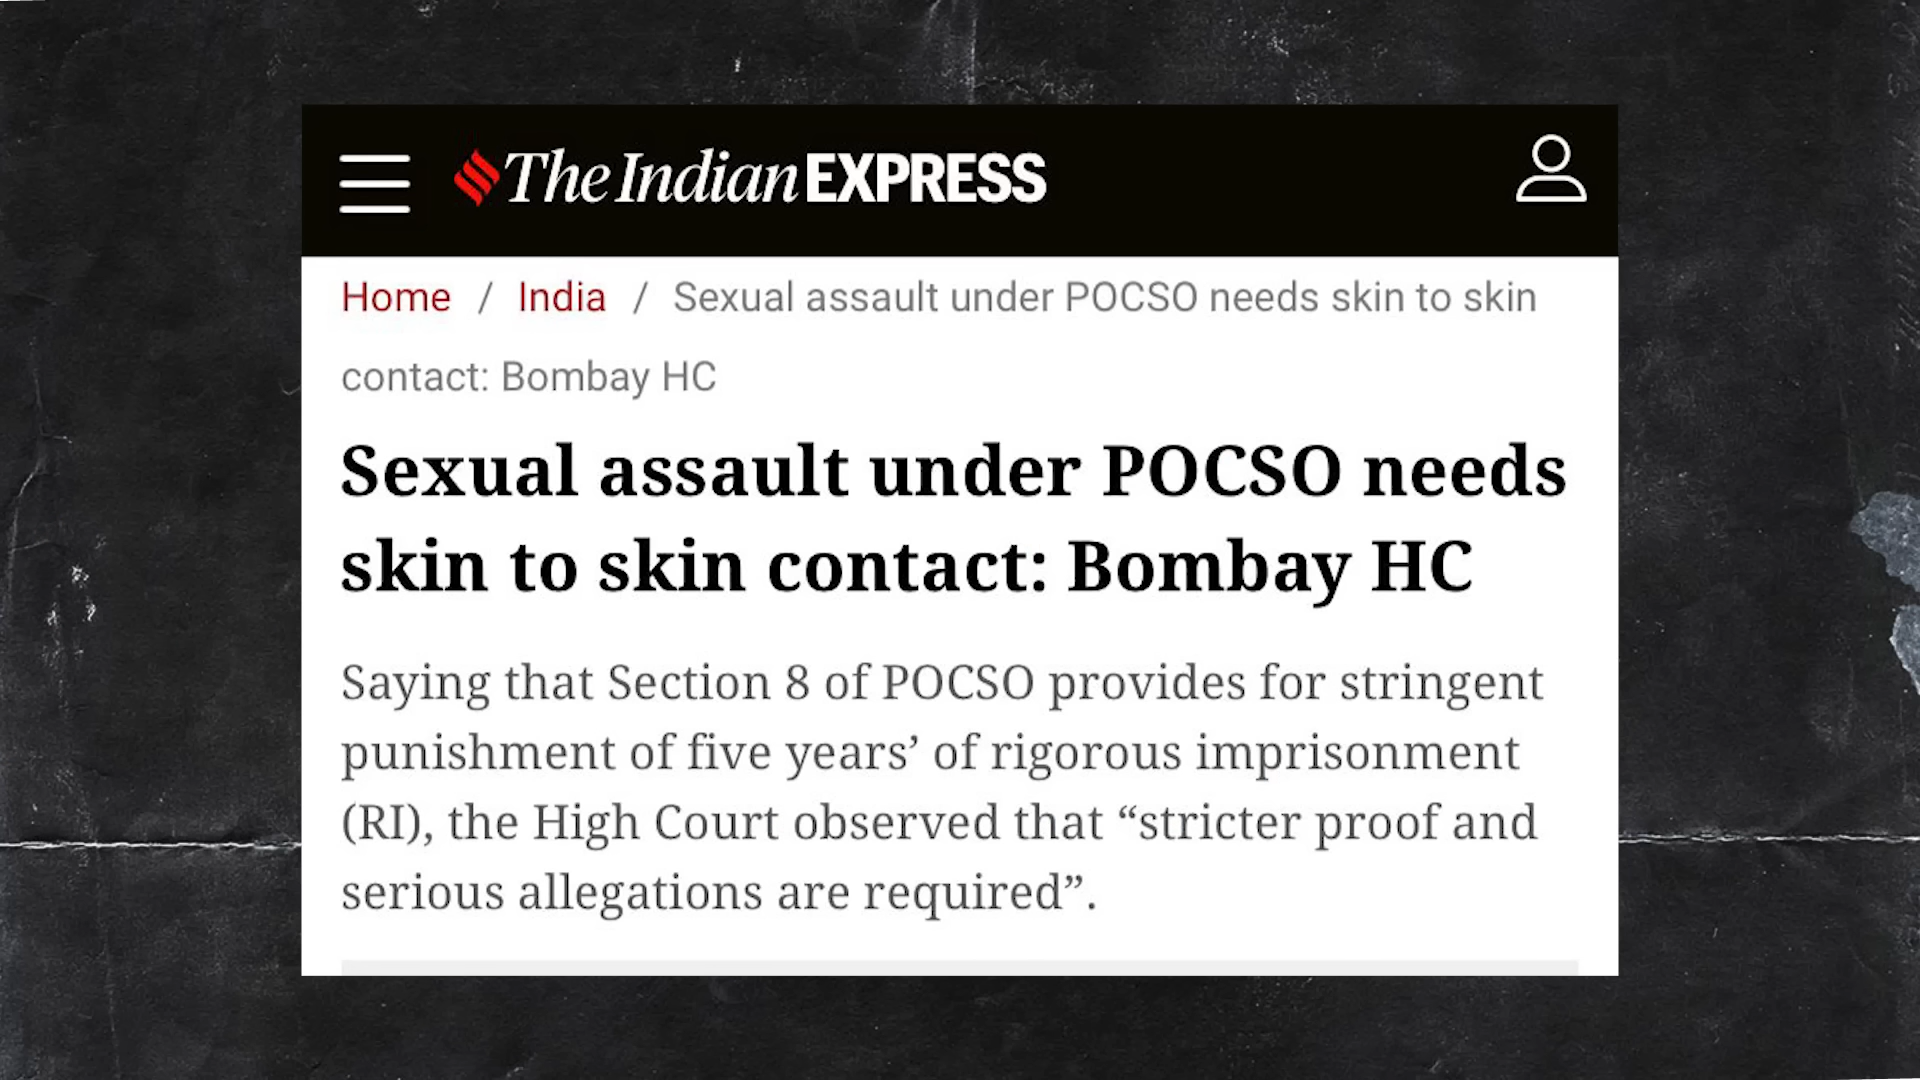 The Indian EXPRESS
Home / India / Sexual assault under POCSO needs skin to skin
contact: Bombay HC
Sexual assault under POCSO needs
skin to skin contact: Bombay HC
Saying that Section 8 of POCSO provides for stringent
punishment of five years’ of rigorous imprisonment
(RI), the High Court observed that “stricter proof and
serious allegations are required”.